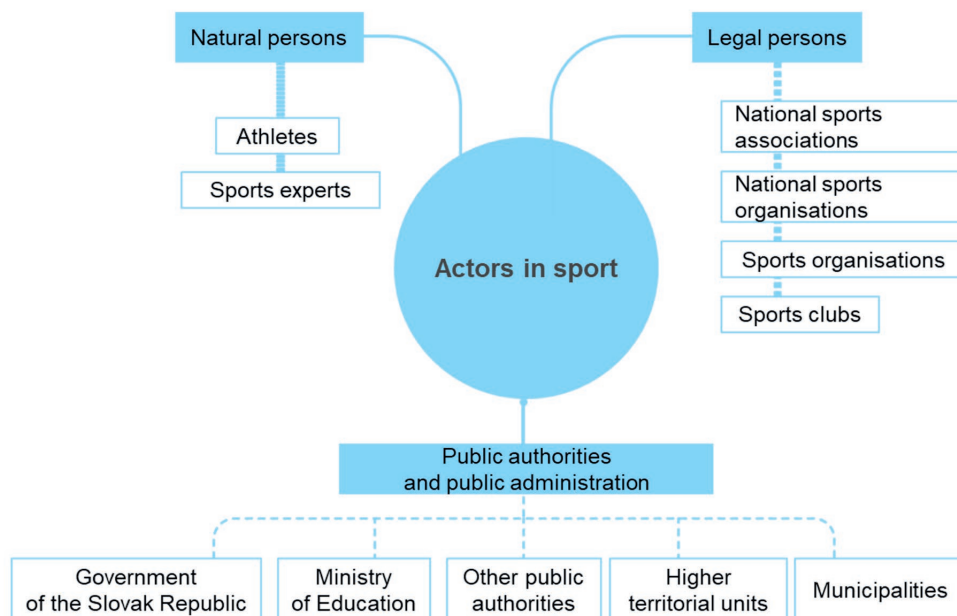 Natural persons
Legal persons
Athletes
Sports experts
National sports
associations
National sports
organisations
Sports organisations
Sports clubs
Actors in sport
Public authorities
and public administration
Government
of the Slovak Republic
Ministry
of Education
Other public
authorities
Higher
territorial units
Municipalities